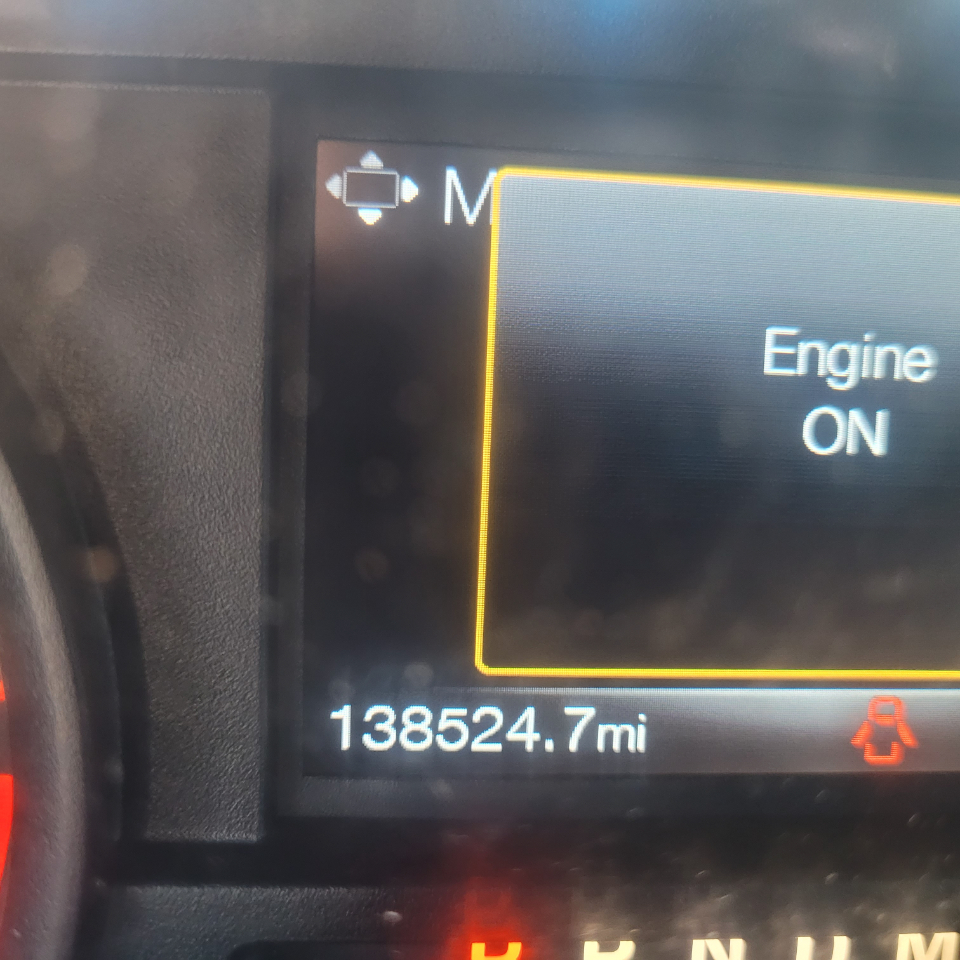 M
Engine
ON
138524.7mi
P R N D M